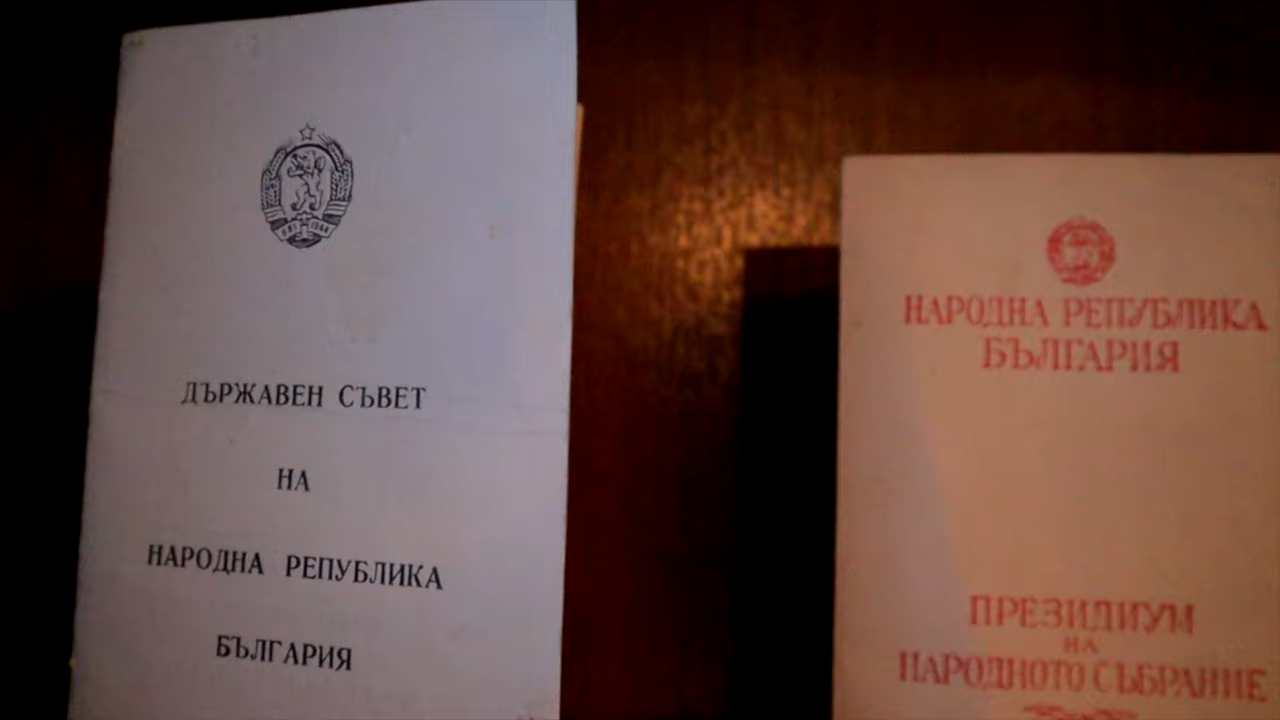 ДЪРЖАВЕН СЪВЕТ
НА
НАРОДНА РЕПУБЛИКА
БЪЛГАРИЯ
НАРОДНА РЕПУБЛИКА
БЪЛГАРИЯ
ПРЕЗИДИУМ
НА
НАРОДНОТО СЪБРАНИЕ